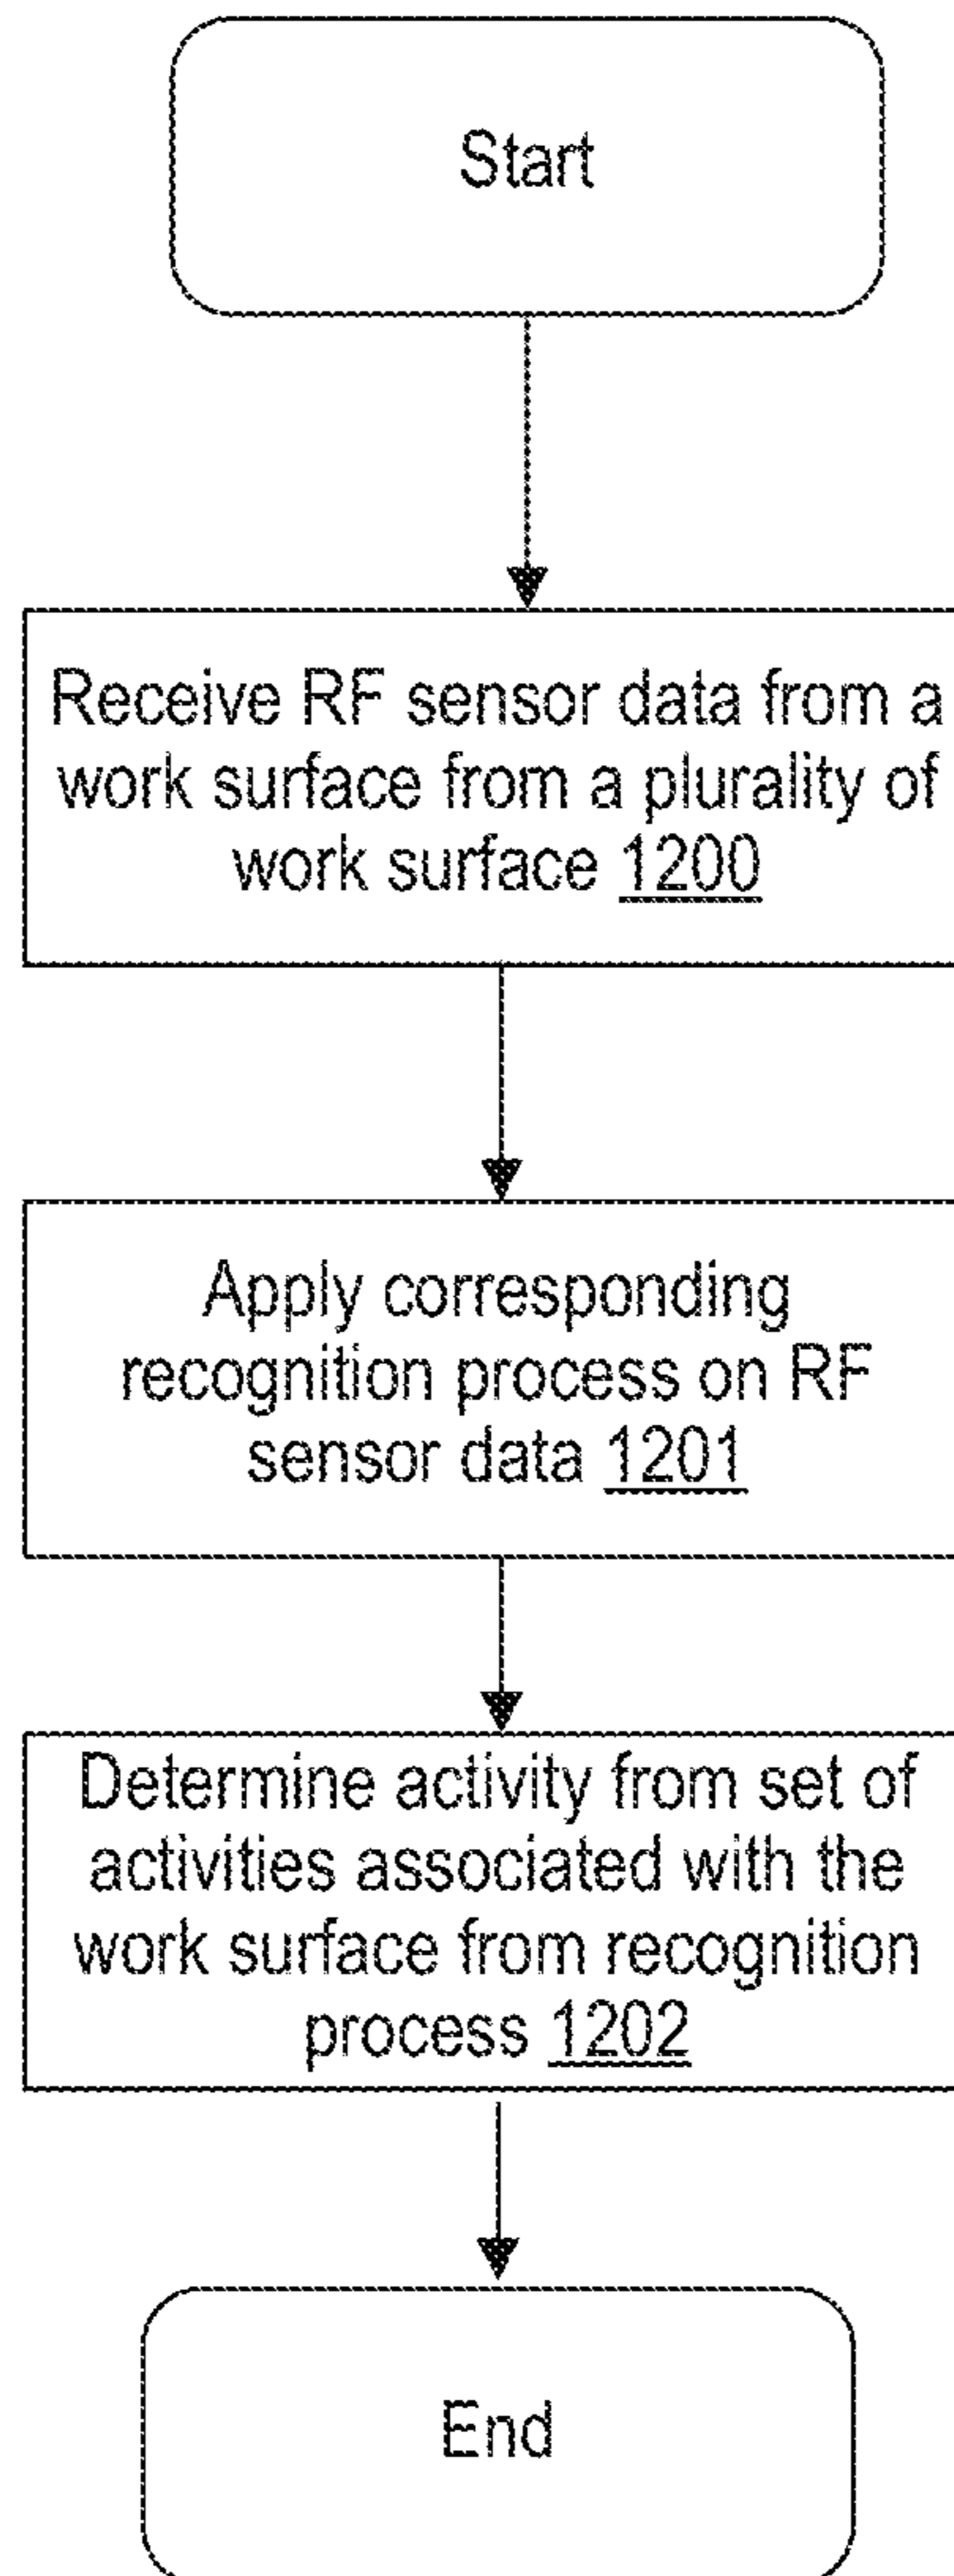 Start
Receive RF sensor data from a
work surface from a plurality of
work surface 1200
Apply corresponding
recognition process on RF
sensor data 1201
Determine activity from set of
activities associated with the
work surface from recognition
process 1202
End